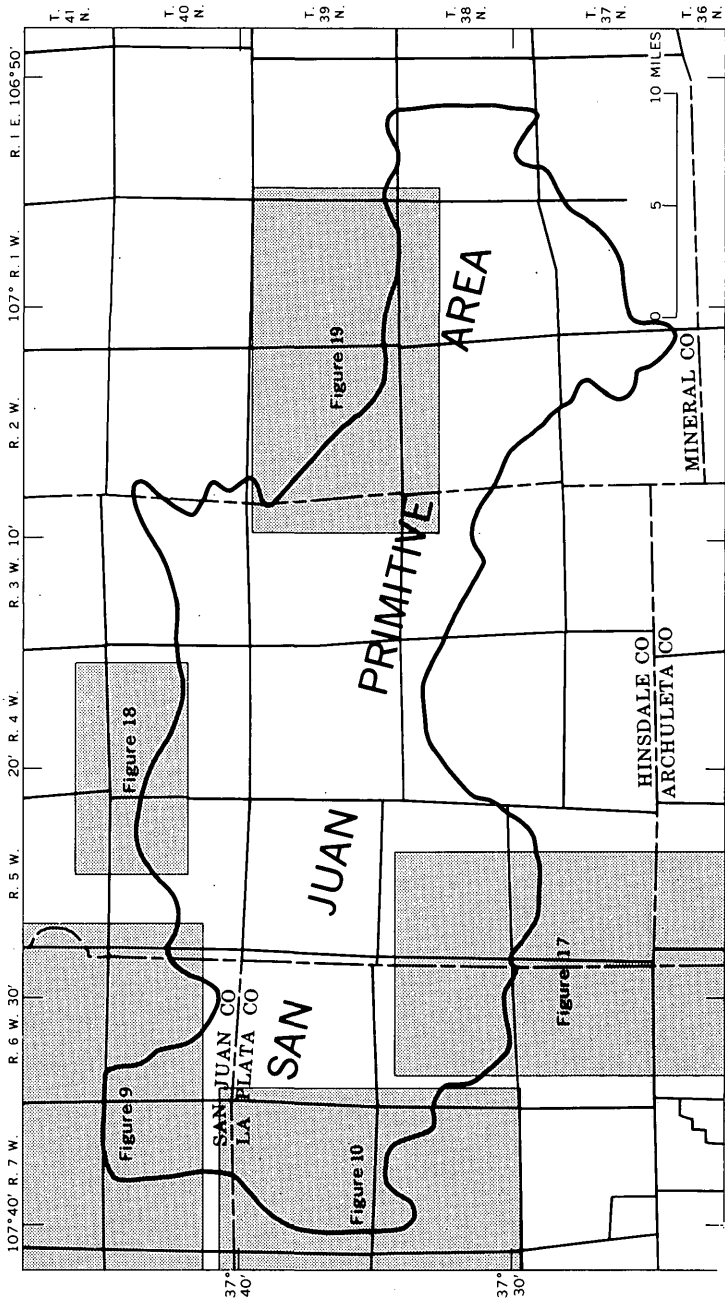 107°40' R. 7 W. R. 6 W. 30' R. 5 W. 20' R. 4 W. R. 3 W. 10' R. 2 W. 107° R. 1 W. R. 1 E. 106°50'
T. 41 N.
T. 40 N.
T. 39 N.
T. 38 N.
T. 37 N.
T. 36 N.
37° 40'
37° 30'
Figure 9
Figure 18
Figure 19
Figure 10
Figure 17
SAN JUAN CO
LA PLATA CO
SAN JUAN PRIMITIVE AREA
HINSDALE CO
ARCHULETA CO
MINERAL CO
0 5 10 MILES